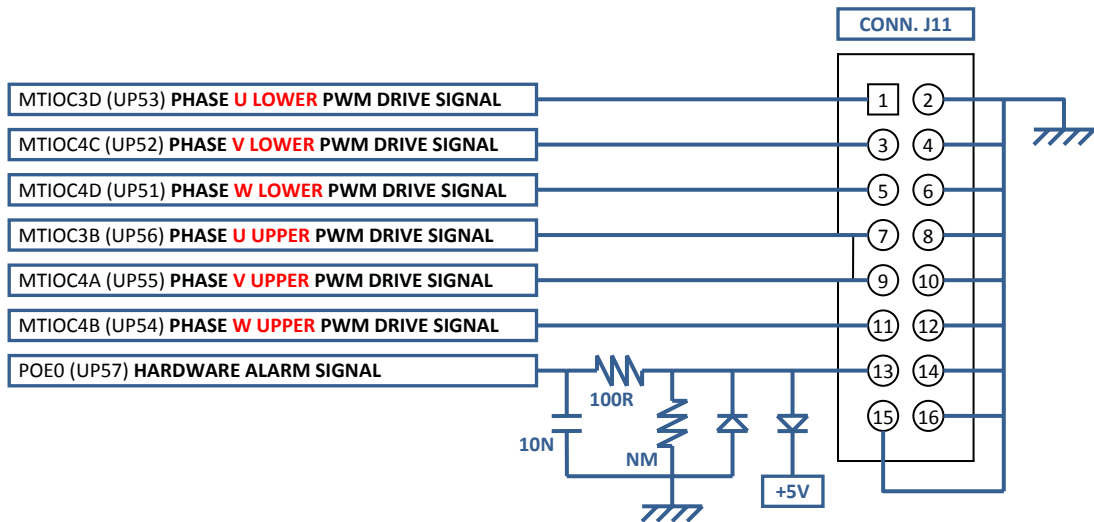 CONN. J11
MTIOC3D (UP53) PHASE U LOWER PWM DRIVE SIGNAL
1 2
MTIOC4C (UP52) PHASE V LOWER PWM DRIVE SIGNAL
3 4
MTIOC4D (UP51) PHASE W LOWER PWM DRIVE SIGNAL
5 6
MTIOC3B (UP56) PHASE U UPPER PWM DRIVE SIGNAL
7 8
MTIOC4A (UP55) PHASE V UPPER PWM DRIVE SIGNAL
9 10
MTIOC4B (UP54) PHASE W UPPER PWM DRIVE SIGNAL
11 12
POE0 (UP57) HARDWARE ALARM SIGNAL
13 14
100R
15 16
10N
NM
+5V